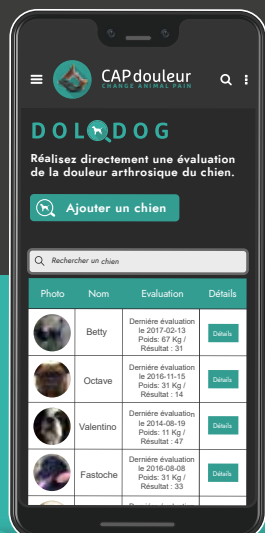 CAPdouleur
CHANGE ANIMAL PAIN
DOLODOG
Réalisez directement une évaluation
de la douleur arthrosique du chien.
Ajouter un chien
Rechercher un chien
Photo Nom Evaluation Détails
Dernière évaluation
le 2017-02-13
Betty
Poids: 67 Kg /
Résultat : 31
Détails
Dernière évaluation
le 2016-11-15
Octave
Poids: 31 Kg /
Résultat : 14
Détails
Dernière évaluation
le 2014-08-19
Valentino
Poids: 11 Kg /
Résultat : 47
Détails
Dernière évaluation
le 2016-08-08
Fastoche
Poids: 31 Kg /
Résultat : 33
Détails
Dernière évaluation